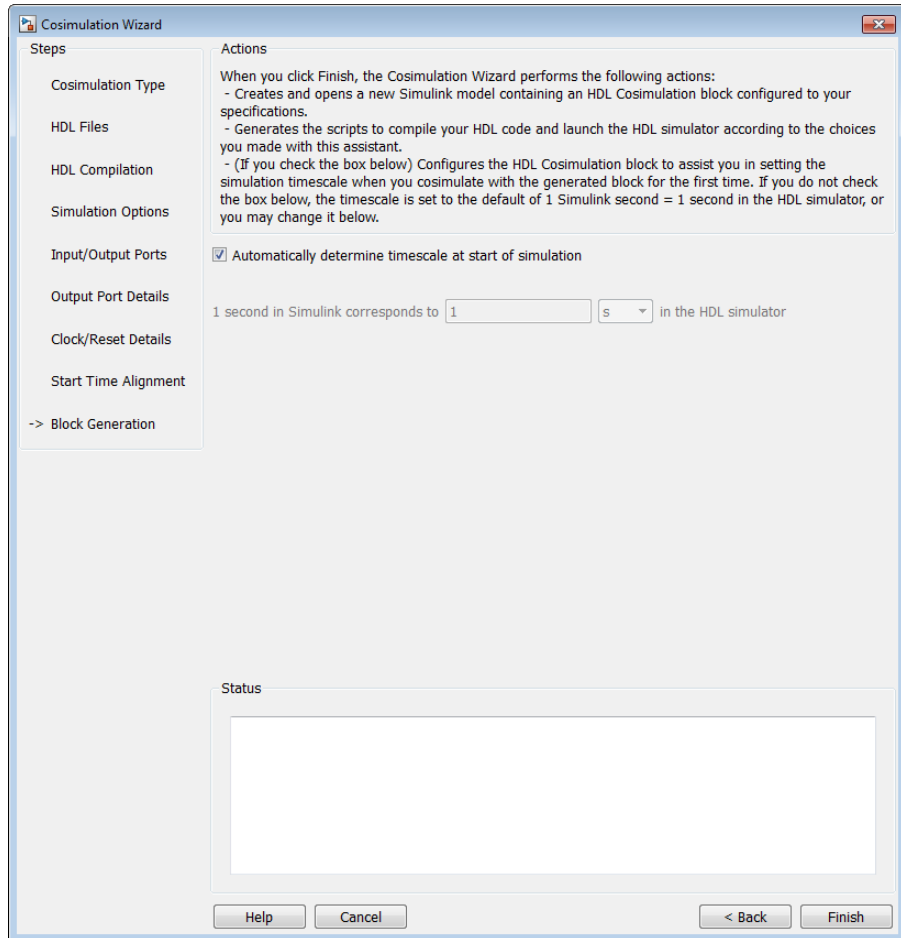 Cosimulation Wizard
Steps
Cosimulation Type
HDL Files
HDL Compilation
Simulation Options
Input/Output Ports
Output Port Details
Clock/Reset Details
Start Time Alignment
-> Block Generation
Actions
When you click Finish, the Cosimulation Wizard performs the following actions:
- Creates and opens a new Simulink model containing an HDL Cosimulation block configured to your
specifications.
- Generates the scripts to compile your HDL code and launch the HDL simulator according to the choices
you made with this assistant.
- (If you check the box below) Configures the HDL Cosimulation block to assist you in setting the
simulation timescale when you cosimulate with the generated block for the first time. If you do not check
the box below, the timescale is set to the default of 1 Simulink second = 1 second in the HDL simulator, or
you may change it below.
Automatically determine timescale at start of simulation
1 second in Simulink corresponds to 1 s in the HDL simulator
Status
Help Cancel < Back Finish